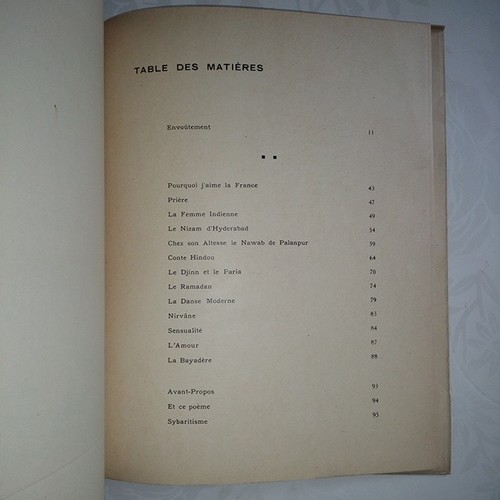 TABLE DES MATIÈRES
Envoûtement 11
Pourquoi j'aime la France 43
Prière 47
La Femme Indienne 49
Le Nizam d'Hyderabad 54
Chez son Altesse le Nawab de Palanpur 59
Conte Hindou 64
Le Djinn et le Paria 70
Le Ramadan 74
La Danse Moderne 79
Nirvâne 83
Sensualité 84
L'Amour 87
La Bayadère 88
Avant-Propos 93
Et ce poème 94
Sybaritisme 95